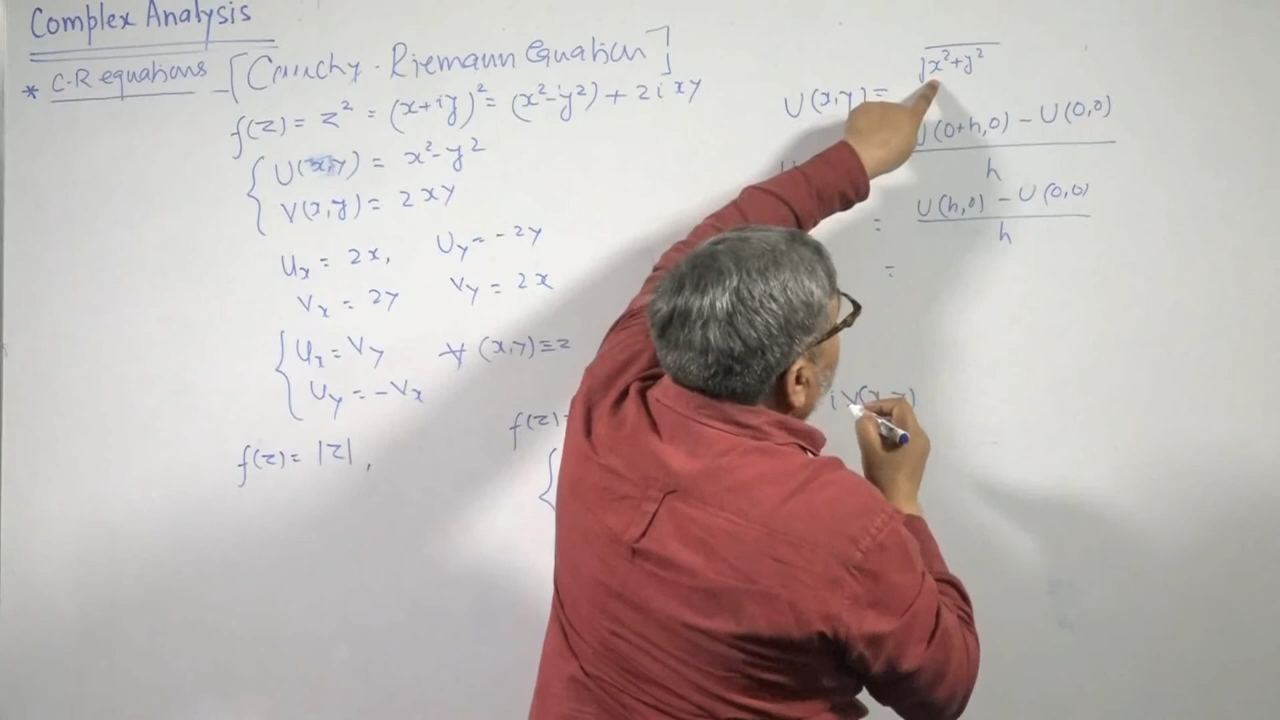 Complex Analysis
* C-R equations - [Cauchy-Riemann Equation]
f(z) = z² = (x+iy)² = (x²-y²) + 2ixy
U(x,y) = x²-y²
V(x,y) = 2xy
Ux = 2x, Uy = -2y
Vx = 2y Vy = 2x
Ux = Vy ∀ (x,y)≡z
Uy = -Vx
f(z) = |z|,
f(z) =
i V(x,y)
U(x,y) = √x²+y²
U(0+h,0) - U(0,0)
h
= U(h,0) - U(0,0)
h
=